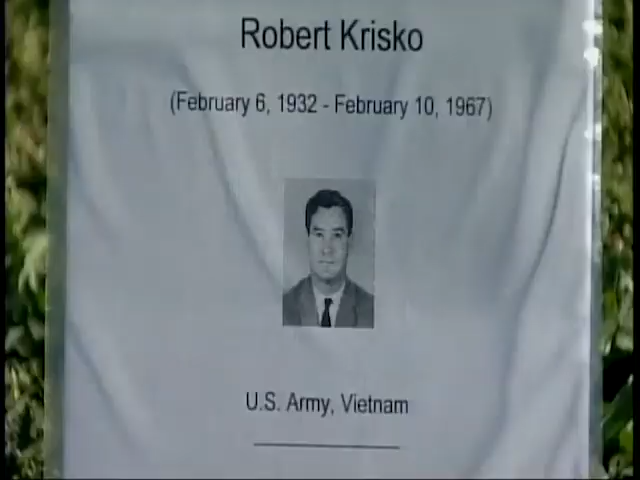 Robert Krisko
(February 6, 1932 - February 10, 1967)
U.S. Army, Vietnam